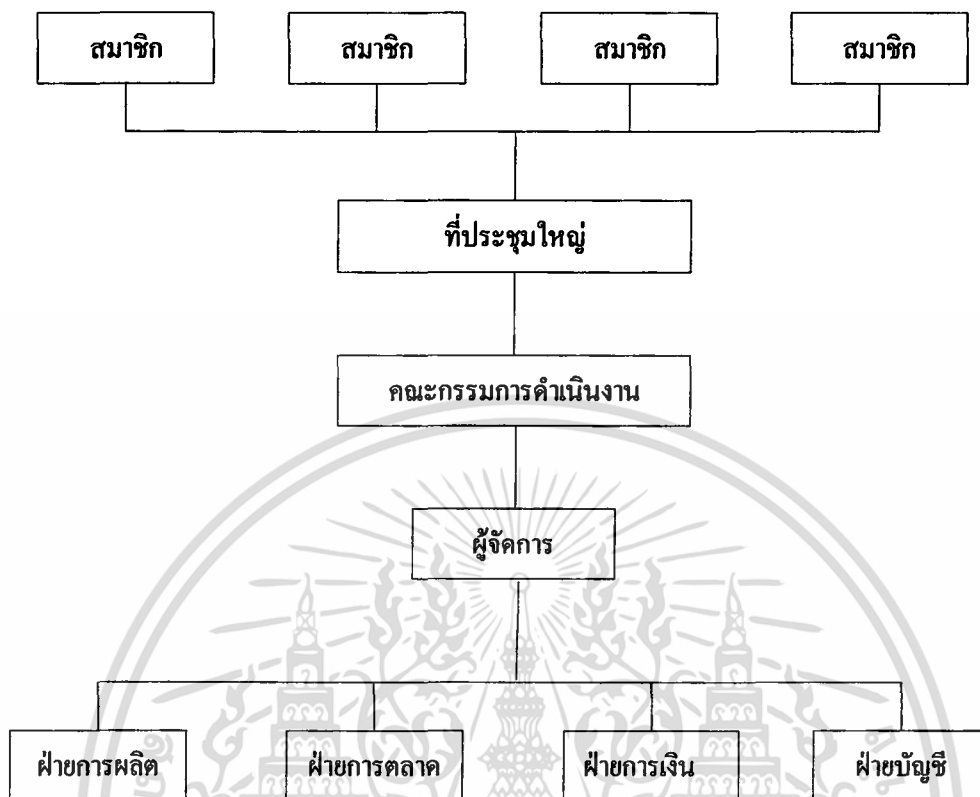 สมาชิก
สมาชิก
สมาชิก
สมาชิก
ที่ประชุมใหญ่
คณะกรรมการดำเนินงาน
ผู้จัดการ
ฝ่ายการผลิต
ฝ่ายการตลาด
ฝ่ายการเงิน
ฝ่ายบัญชี